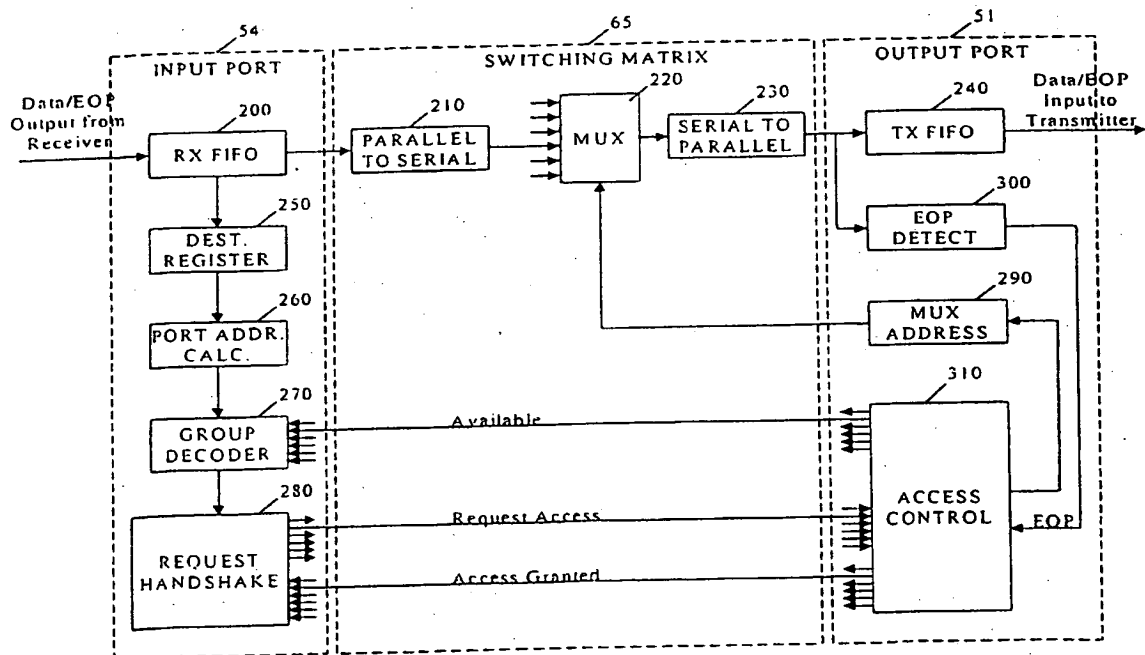 54
65
51
INPUT PORT
SWITCHING MATRIX
OUTPUT PORT
Data/EOP
Output from
Receiver
200
RX FIFO
210
PARALLEL
TO SERIAL
220
MUX
230
SERIAL TO
PARALLEL
240
TX FIFO
Data/EOP
Input to
Transmitter
250
DEST.
REGISTER
300
EOP
DETECT
260
PORT ADDR.
CALC.
290
MUX
ADDRESS
270
GROUP
DECODER
Available
310
ACCESS
CONTROL
280
REQUEST
HANDSHAKE
Request Access
EOP
Access Granted